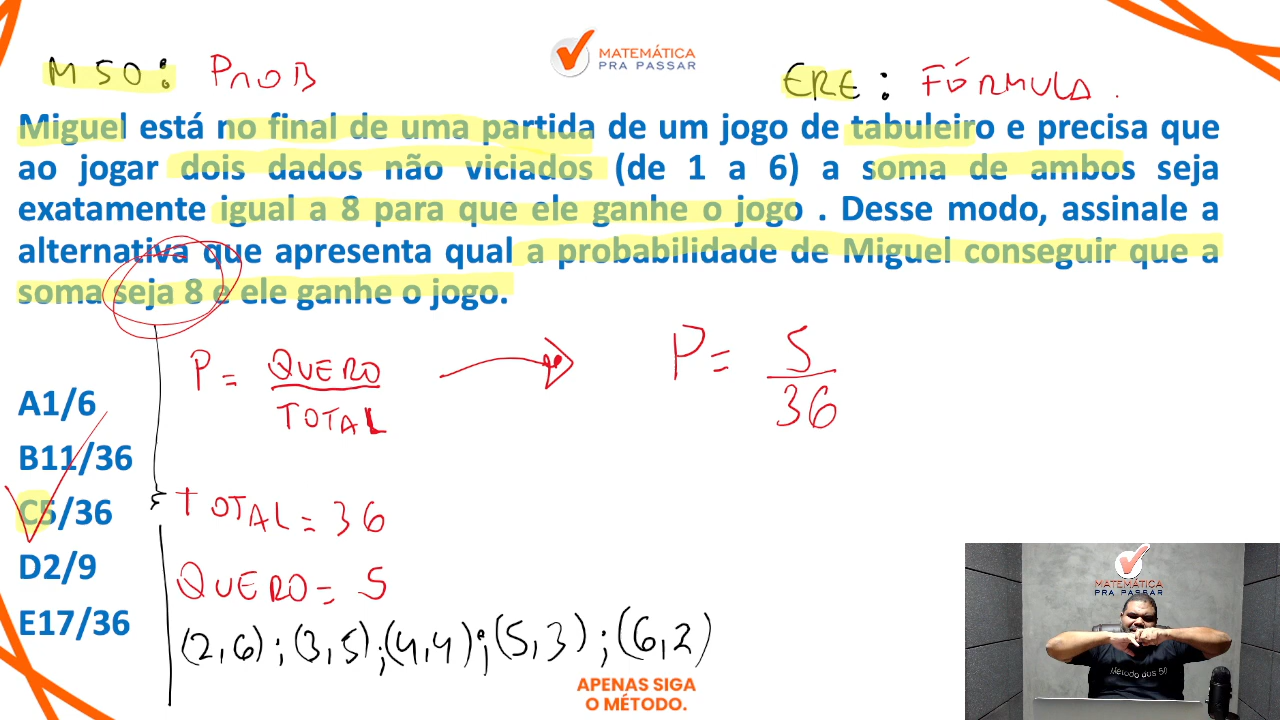 MATEMÁTICA
PRA PASSAR
M50: PROB
ERE: FÓRMULA.
Miguel está no final de uma partida de um jogo de tabuleiro e precisa que
ao jogar dois dados não viciados (de 1 a 6) a soma de ambos seja
exatamente igual a 8 para que ele ganhe o jogo . Desse modo, assinale a
alternativa que apresenta qual a probabilidade de Miguel conseguir que a
soma seja 8 e ele ganhe o jogo.
P = QUERO / TOTAL
P = 5 / 36
A1/6
B11/36
C5/36
D2/9
E17/36
TOTAL = 36
QUERO = 5
(2,6); (3,5); (4,4); (5,3); (6,2)
APENAS SIGA
O MÉTODO.
MATEMÁTICA
PRA PASSAR
Método dos 50